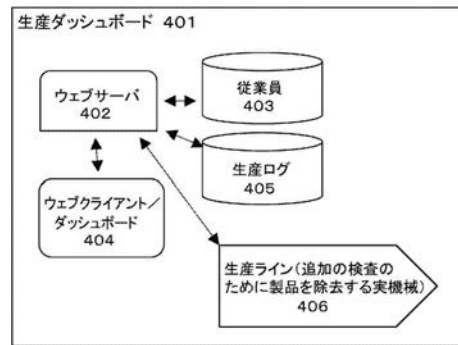 生産ダッシュボード 401
ウェブサーバ
402
従業員
403
生産ログ
405
ウェブクライアント／
ダッシュボード
404
生産ライン(追加の検査の
ために製品を除去する実機械)
406